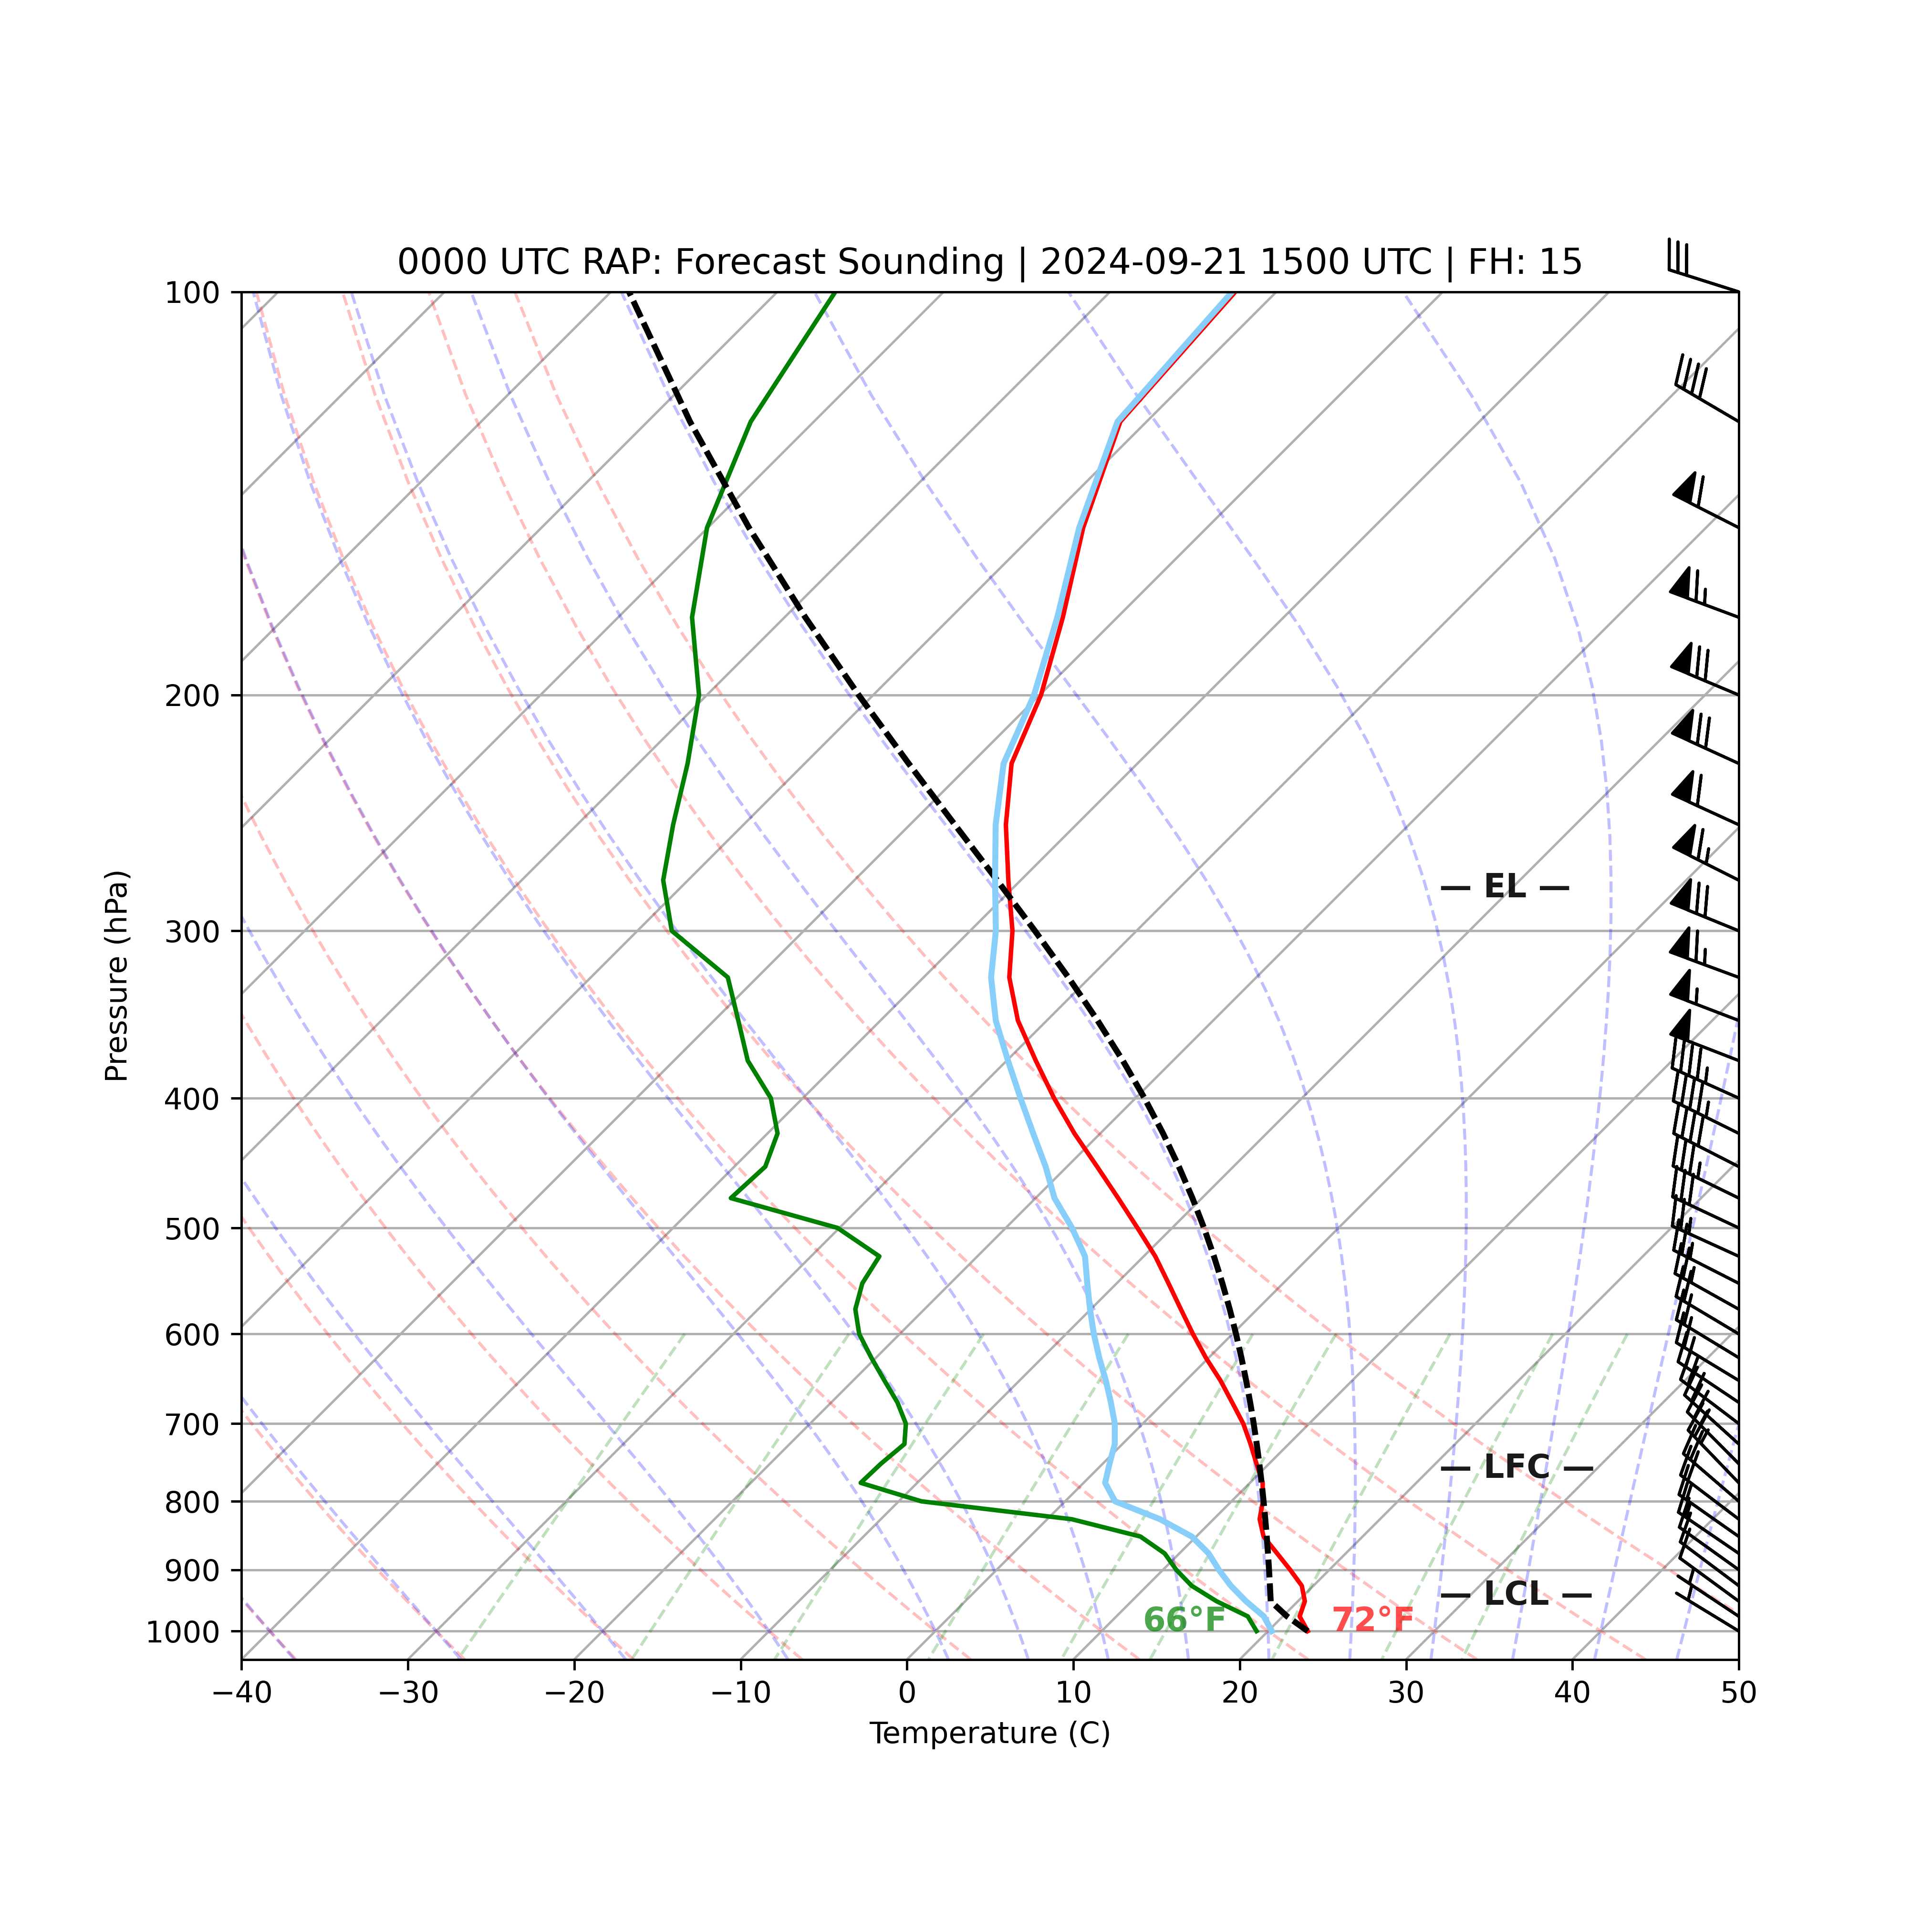 0000 UTC RAP: Forecast Sounding | 2024-09-21 1500 UTC | FH: 15
100
200
300
400
500
600
700
800
900
1000
Pressure (hPa)
— EL —
— LFC —
— LCL —
66°F
72°F
−40 −30 −20 −10 0 10 20 30 40 50
Temperature (C)